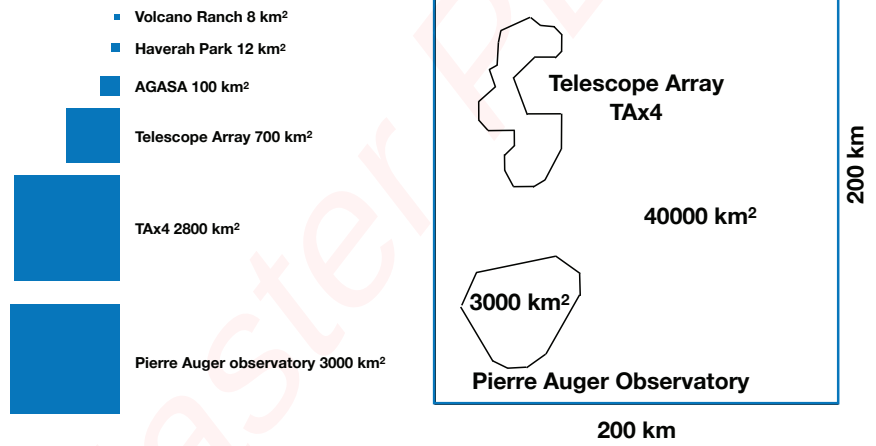 Volcano Ranch 8 km²
Haverah Park 12 km²
AGASA 100 km²
Telescope Array 700 km²
TAx4 2800 km²
Pierre Auger observatory 3000 km²
Telescope Array
TAx4
40000 km²
3000 km²
Pierre Auger Observatory
200 km
200 km